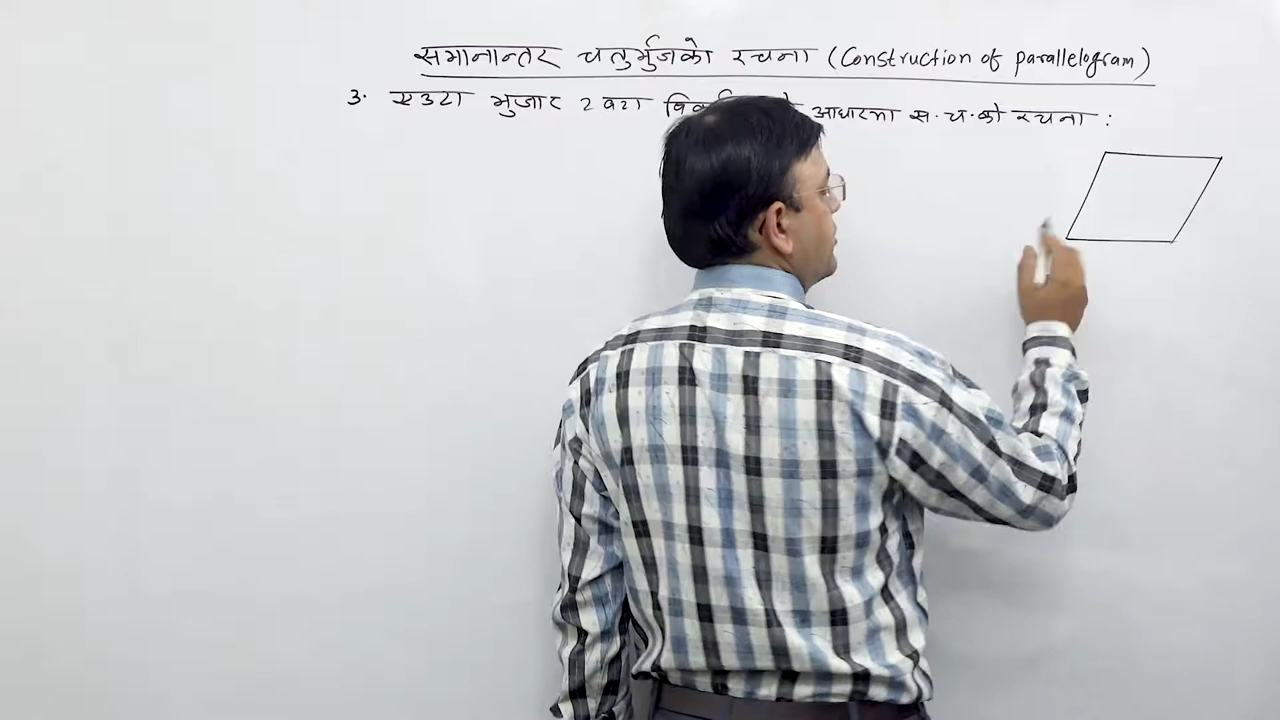 समानान्तर चतुर्भुजको रचना (Construction of parallelogram)
3. एउटा भुजा र 2 वटा आधारमा स. च. को रचना :